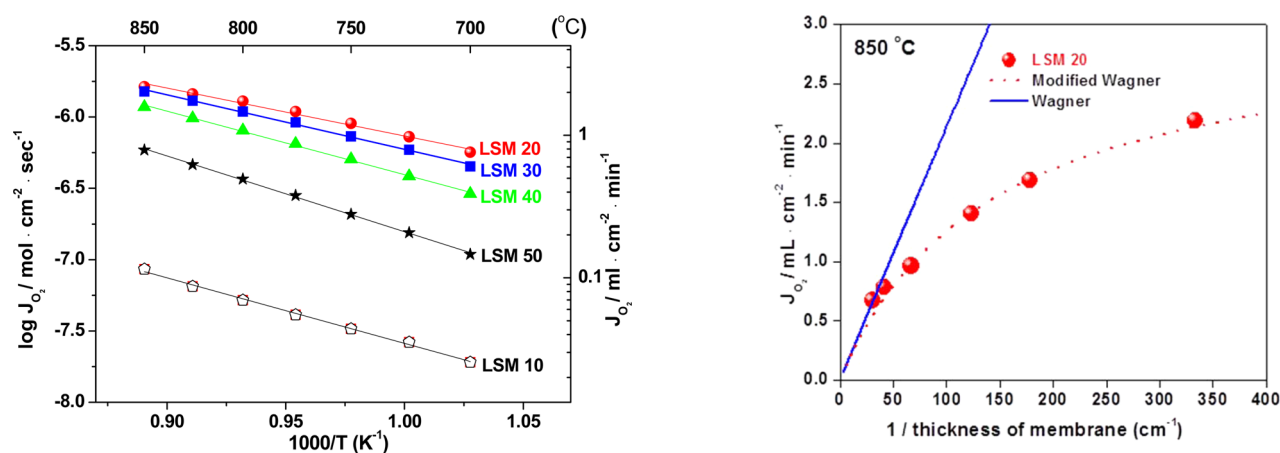 850 800 750 700 (°C)
-5.5
-6.0
-6.5
-7.0
-7.5
-8.0
log J_O₂ / mol · cm⁻² · sec⁻¹
LSM 20
LSM 30
LSM 40
LSM 50
LSM 10
1
0.1
J_O₂ / ml · cm⁻² · min⁻¹
0.90 0.95 1.00 1.05
1000/T (K⁻¹)
850 °C
LSM 20
Modified Wagner
Wagner
3.0
2.5
2.0
1.5
1.0
0.5
0.0
J_O₂ / mL · cm⁻² · min⁻¹
0 50 100 150 200 250 300 350 400
1 / thickness of membrane (cm⁻¹)